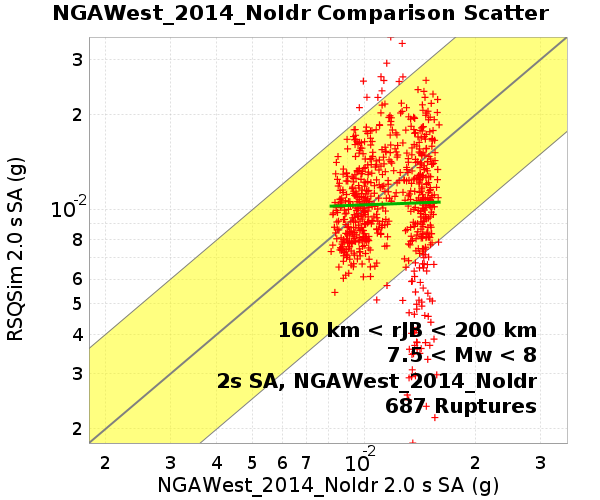 NGAWest_2014_NoIdr Comparison Scatter
RSQSim 2.0 s SA (g)
3
2
10-2
8
6
5
4
3
2
160 km < rJB < 200 km
7.5 < Mw < 8
2s SA, NGAWest_2014_NoIdr
687 Ruptures
2 3 4 5 6 7 10-2 2 3
NGAWest_2014_NoIdr 2.0 s SA (g)